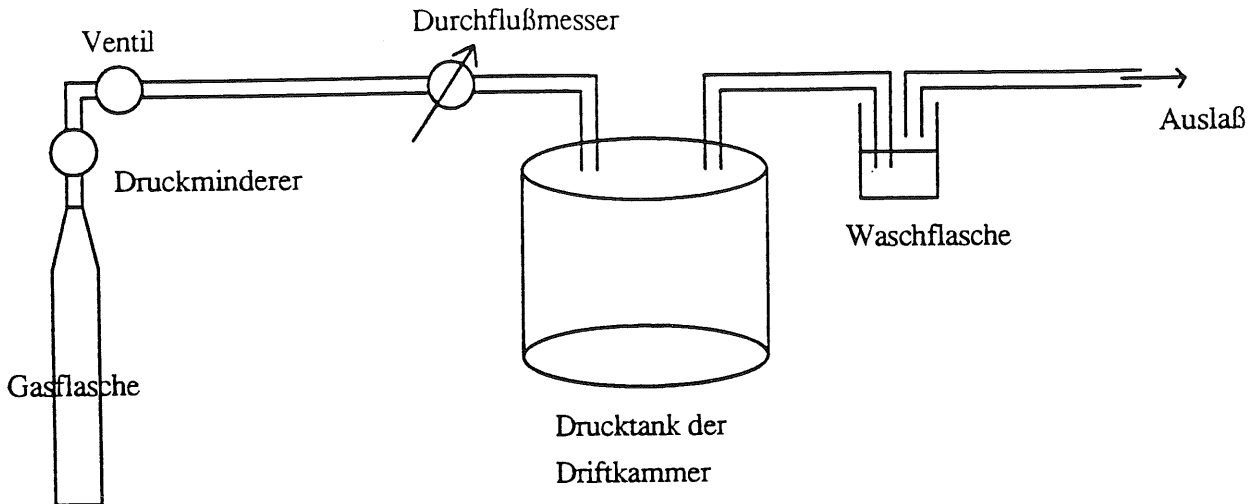 Durchflußmesser
Ventil
Auslaß
Druckminderer
Waschflasche
Gasflasche
Drucktank der
Driftkammer